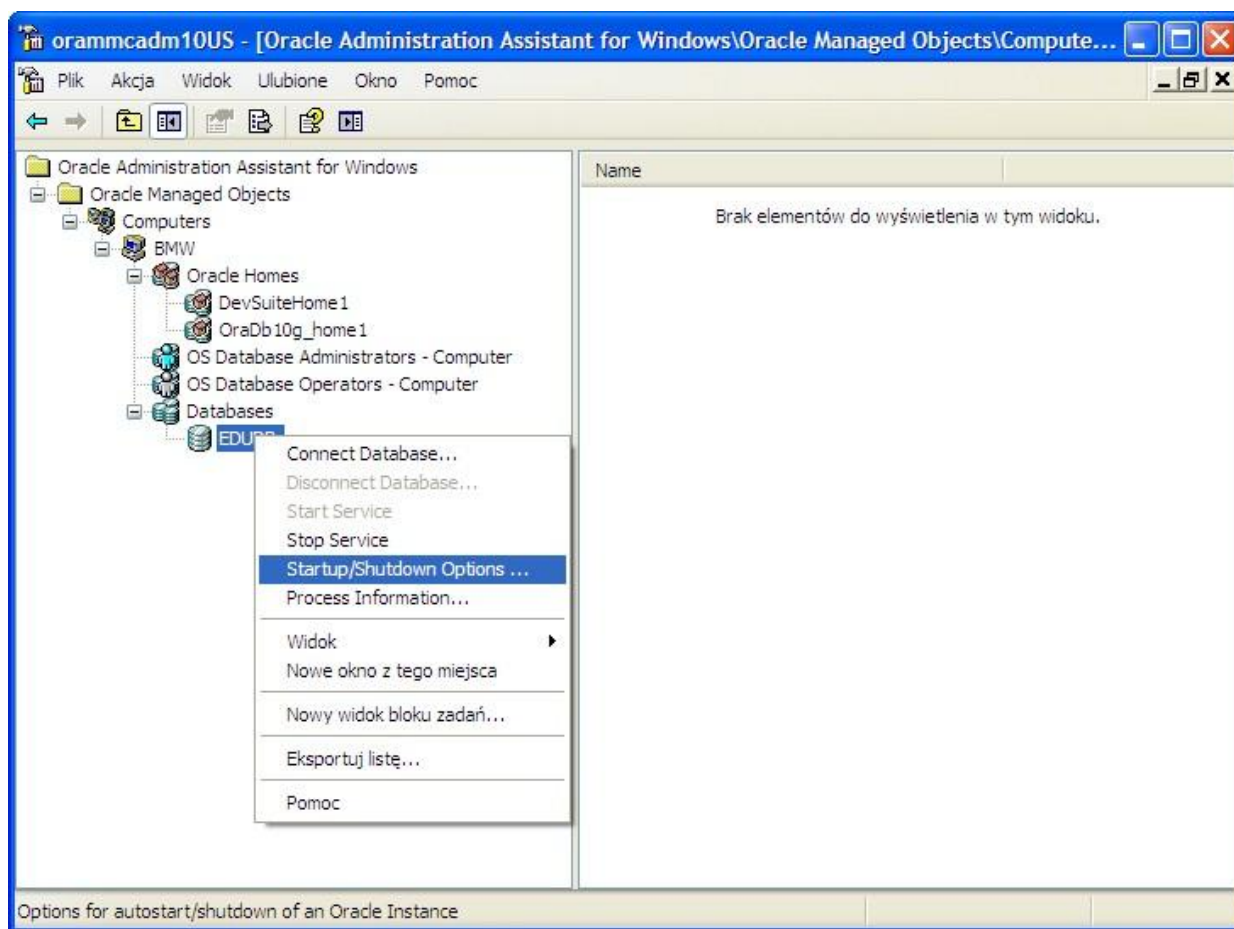 orammcadm10US - [Oracle Administration Assistant for Windows\Oracle Managed Objects\Compute...
Plik Akcja Widok Ulubione Okno Pomoc
Oracle Administration Assistant for Windows
Oracle Managed Objects
Computers
BMW
Oracle Homes
DevSuiteHome1
OraDb10g_home1
OS Database Administrators - Computer
OS Database Operators - Computer
Databases
Connect Database...
Disconnect Database...
Start Service
Stop Service
Startup/Shutdown Options ...
Process Information...
Widok
Nowe okno z tego miejsca
Nowy widok bloku zadań...
Eksportuj listę...
Pomoc
Name
Brak elementów do wyświetlenia w tym widoku.
Options for autostart/shutdown of an Oracle Instance